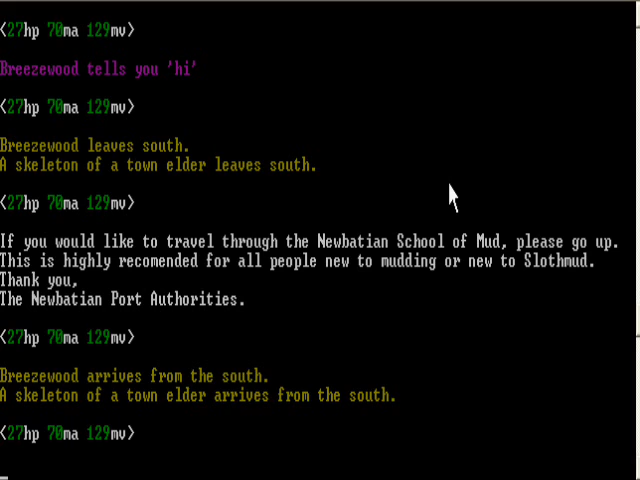 <27hp 70ma 129mv>
Breezewood tells you 'hi'
<27hp 70ma 129mv>
Breezewood leaves south.
A skeleton of a town elder leaves south.
<27hp 70ma 129mv>
If you would like to travel through the Newbatian School of Mud, please go up.
This is highly recomended for all people new to mudding or new to Slothmud.
Thank you,
The Newbatian Port Authorities.
<27hp 70ma 129mv>
Breezewood arrives from the south.
A skeleton of a town elder arrives from the south.
<27hp 70ma 129mv>